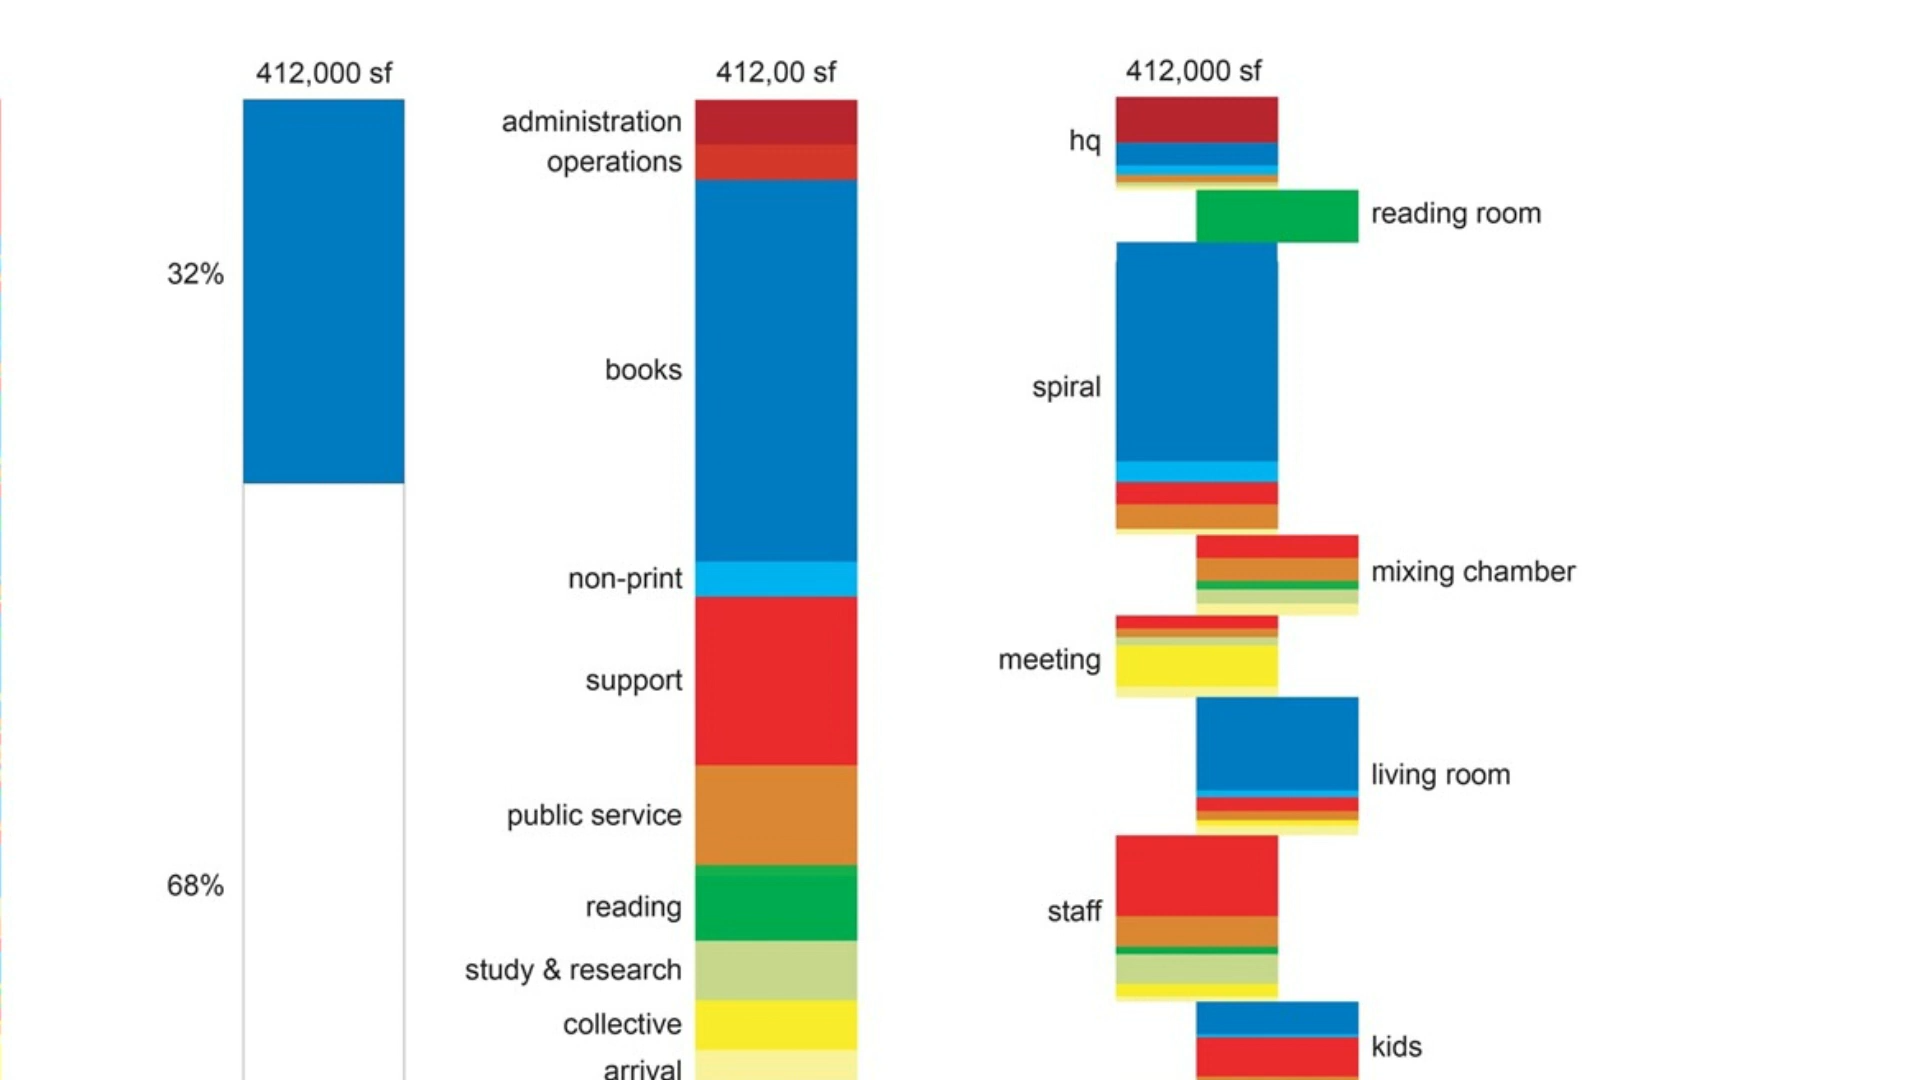 412,000 sf
32%
68%
412,00 sf
administration
operations
books
non-print
support
public service
reading
study & research
collective
arrival
412,000 sf
hq
reading room
spiral
mixing chamber
meeting
living room
staff
kids